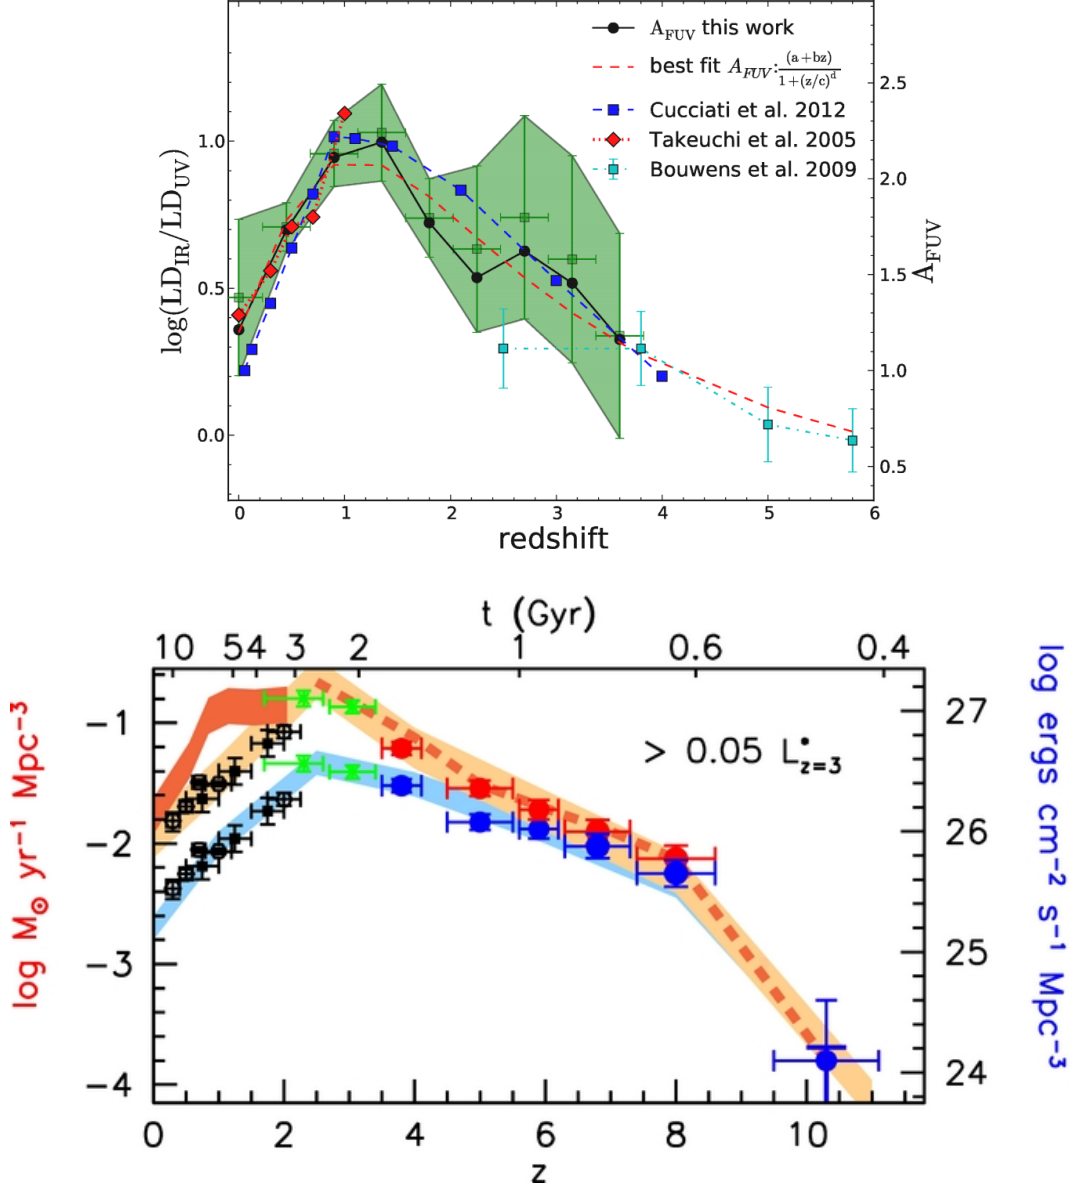 A_FUV this work
best fit A_FUV: (a+bz)/1+(z/c)^d
Cucciati et al. 2012
Takeuchi et al. 2005
Bouwens et al. 2009
log(LD_IR/LD_UV)
1.0
0.5
0.0
2.5
2.0
1.5
1.0
0.5
A_FUV
0 1 2 3 4 5 6
redshift
t (Gyr)
10 5 4 3 2 1 0.6 0.4
log M_⊙ yr⁻¹ Mpc⁻³
−1
−2
−3
−4
> 0.05 L*_z=3
27
26
25
24
log ergs cm⁻² s⁻¹ Mpc⁻³
0 2 4 6 8 10
z